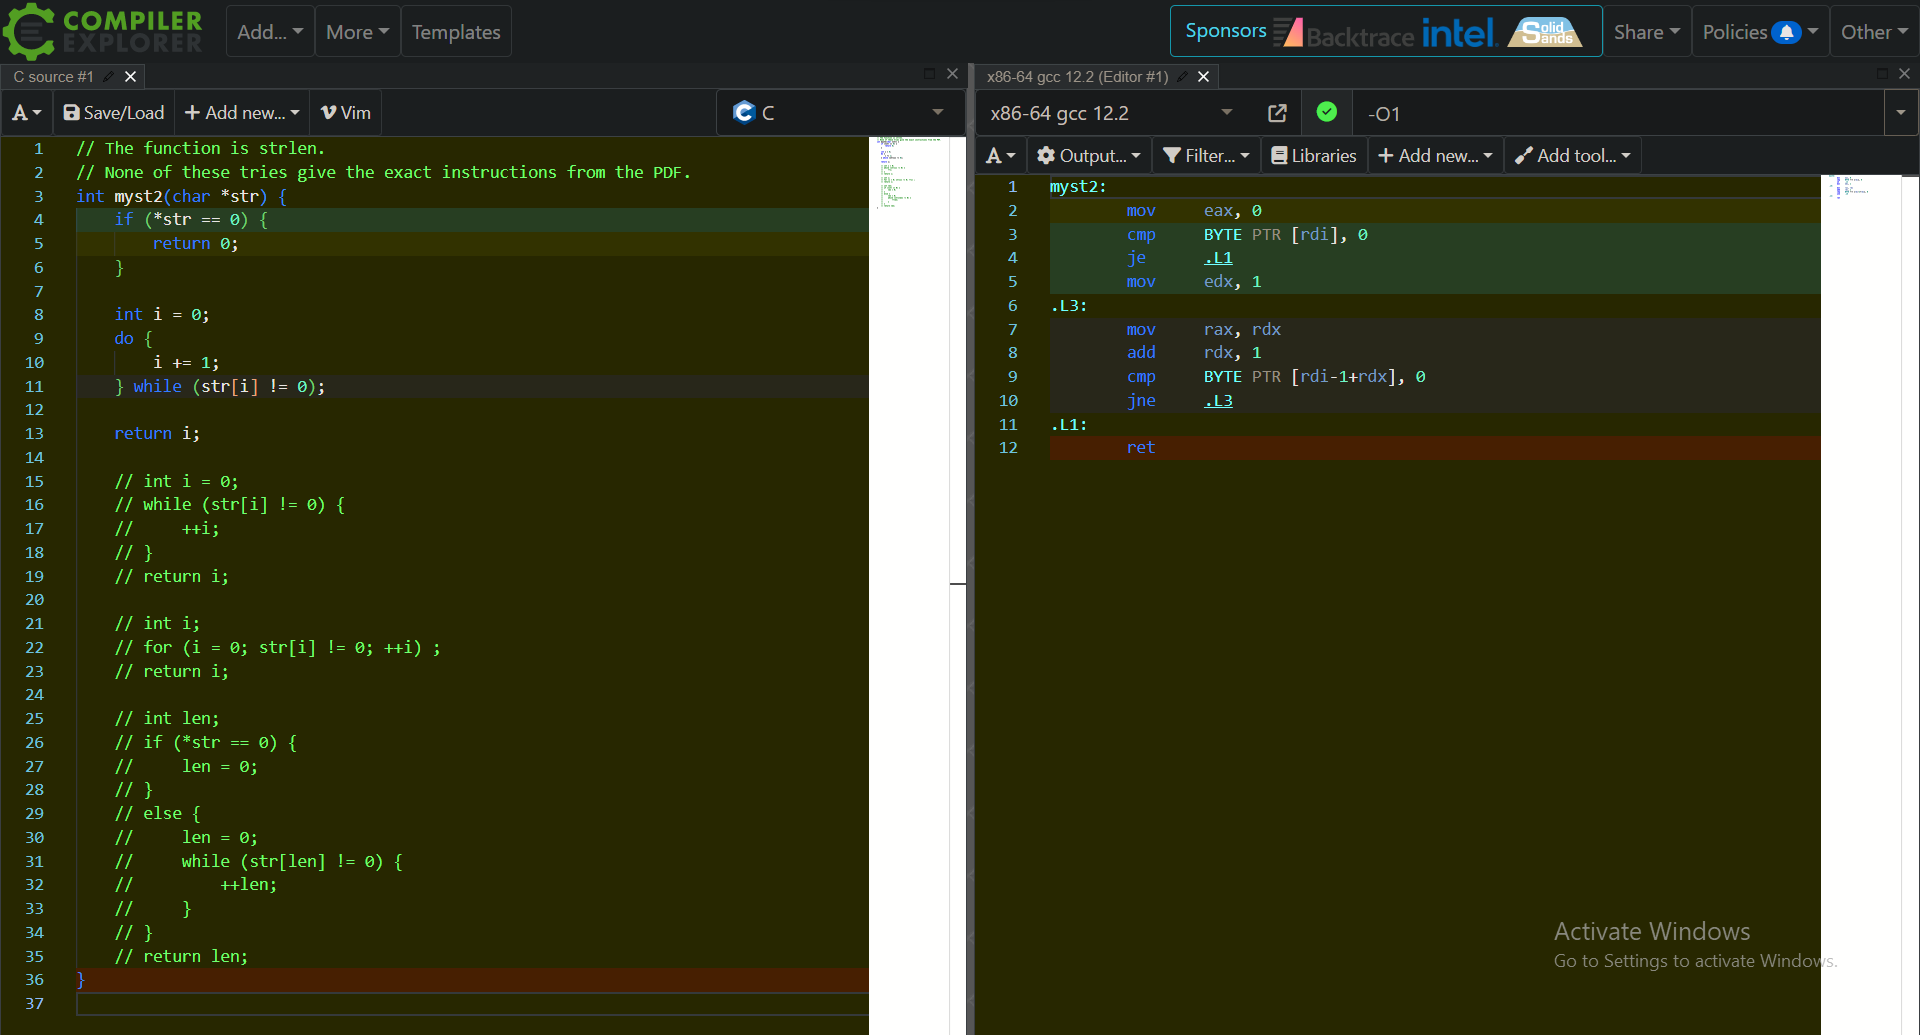 COMPILER EXPLORER Add... More Templates Sponsors Backtrace intel. Solid Sands Share Policies Other
C source #1
A Save/Load + Add new... Vim C
1 // The function is strlen.
2 // None of these tries give the exact instructions from the PDF.
3 int myst2(char *str) {
4 if (*str == 0) {
5 return 0;
6 }
7
8 int i = 0;
9 do {
10 i += 1;
11 } while (str[i] != 0);
12
13 return i;
14
15 // int i = 0;
16 // while (str[i] != 0) {
17 // ++i;
18 // }
19 // return i;
20
21 // int i;
22 // for (i = 0; str[i] != 0; ++i) ;
23 // return i;
24
25 // int len;
26 // if (*str == 0) {
27 // len = 0;
28 // }
29 // else {
30 // len = 0;
31 // while (str[len] != 0) {
32 // ++len;
33 // }
34 // }
35 // return len;
36 }
37
x86-64 gcc 12.2 (Editor #1)
x86-64 gcc 12.2 -O1
A Output... Filter... Libraries + Add new... Add tool...
1 myst2:
2 mov eax, 0
3 cmp BYTE PTR [rdi], 0
4 je .L1
5 mov edx, 1
6 .L3:
7 mov rax, rdx
8 add rdx, 1
9 cmp BYTE PTR [rdi-1+rdx], 0
10 jne .L3
11 .L1:
12 ret
Activate Windows
Go to Settings to activate Windows.